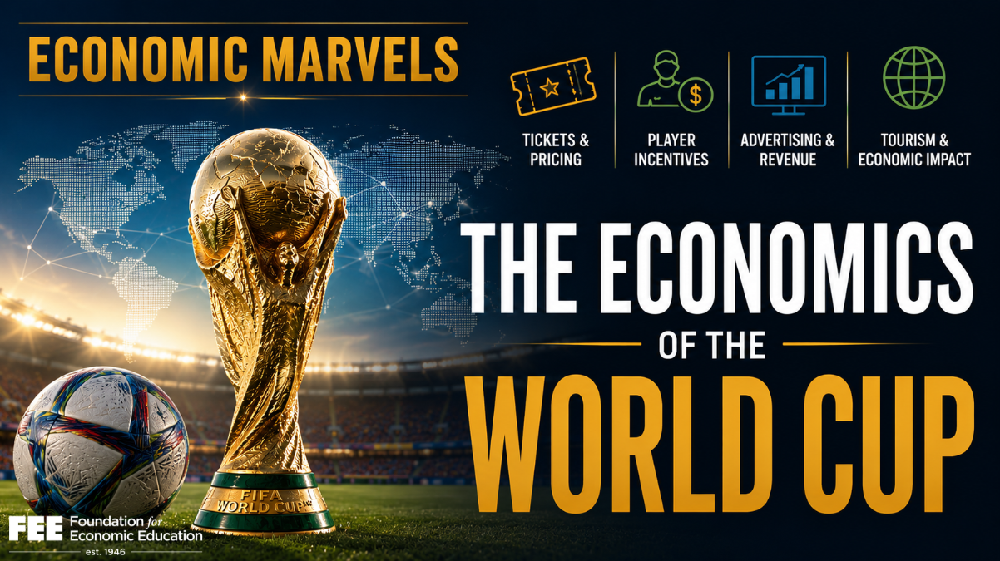 ECONOMIC MARVELS
TICKETS &
PRICING
PLAYER
INCENTIVES
$
ADVERTISING &
REVENUE
TOURISM &
ECONOMIC IMPACT
THE ECONOMICS
OF THE
WORLD CUP
FIFA
WORLD CUP
FEE
Foundation for
Economic Education
est. 1946